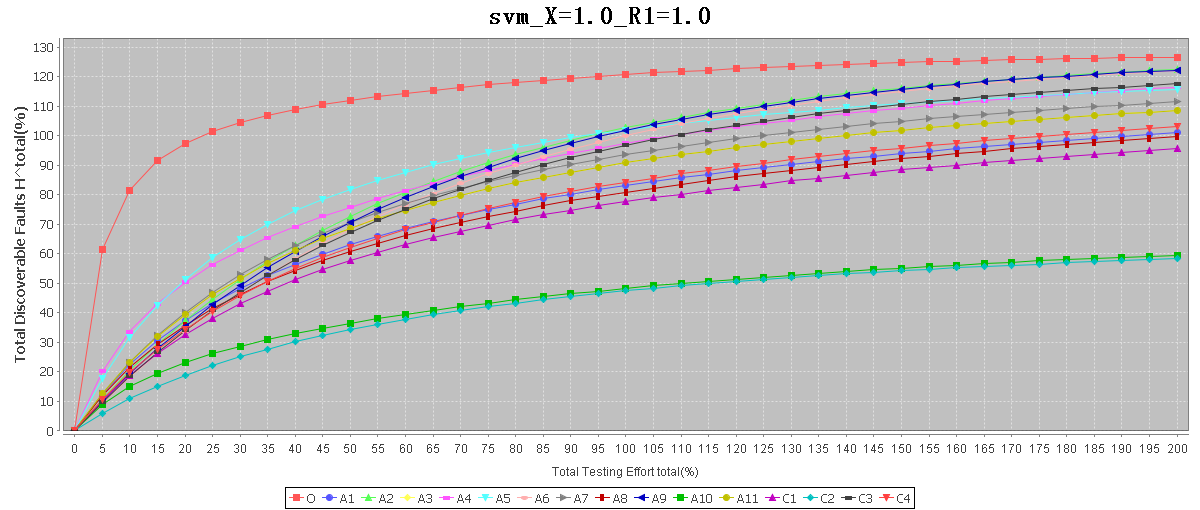 svm_X=1.0_R1=1.0
Total Discoverable Faults H^total(%)
130
120
110
100
90
80
70
60
50
40
30
20
10
0
0 5 10 15 20 25 30 35 40 45 50 55 60 65 70 75 80 85 90 95 100 105 110 115 120 125 130 135 140 145 150 155 160 165 170 175 180 185 190 195 200
Total Testing Effort total(%)
O A1 A2 A3 A4 A5 A6 A7 A8 A9 A10 A11 C1 C2 C3 C4